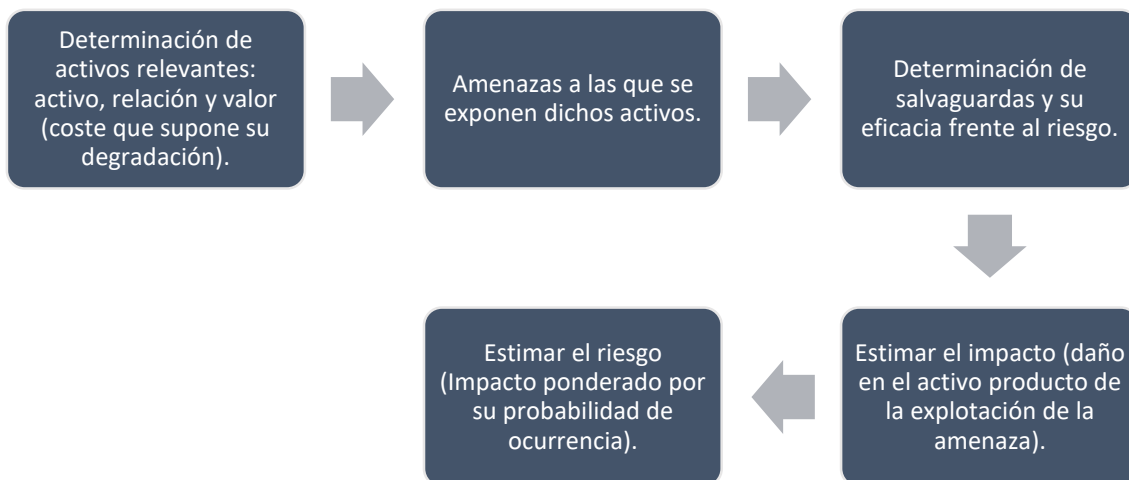 Determinación de
activos relevantes:
activo, relación y valor
(coste que supone su
degradación).
Amenazas a las que se
exponen dichos activos.
Determinación de
salvaguardas y su
eficacia frente al riesgo.
Estimar el impacto (daño
en el activo producto de
la explotación de la
amenaza).
Estimar el riesgo
(Impacto ponderado por
su probabilidad de
ocurrencia).